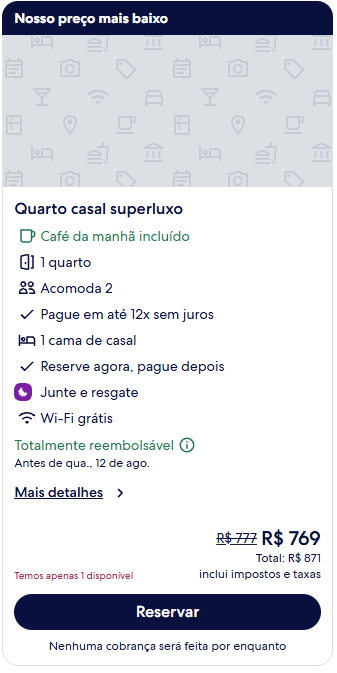 Nosso preço mais baixo
Quarto casal superluxo
Café da manhã incluído
1 quarto
Acomoda 2
Pague em até 12x sem juros
1 cama de casal
Reserve agora, pague depois
Junte e resgate
Wi-Fi grátis
Totalmente reembolsável
Antes de qua., 12 de ago.
Mais detalhes
R$ 777 R$ 769
Total: R$ 871
Temos apenas 1 disponível inclui impostos e taxas
Reservar
Nenhuma cobrança será feita por enquanto